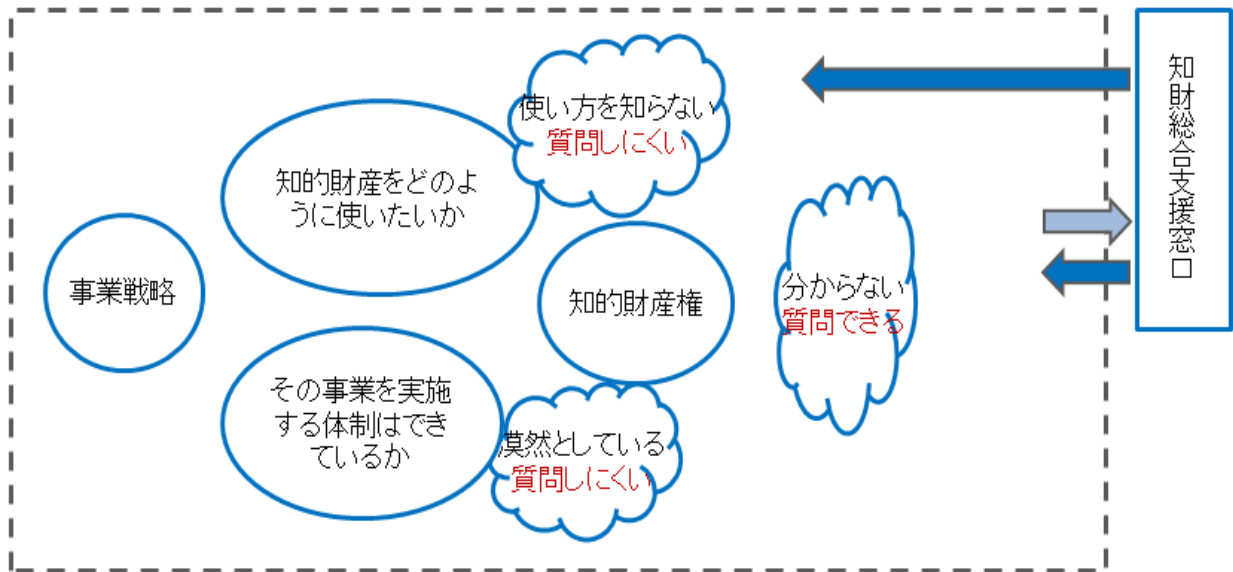 事業戦略
知的財産をどのよ
うに使いたいか
その事業を実施
する体制はでき
ているか
使い方を知らない
質問しにくい
知的財産権
漠然としている
質問しにくい
分からない
質問できる
知財総合支援窓口